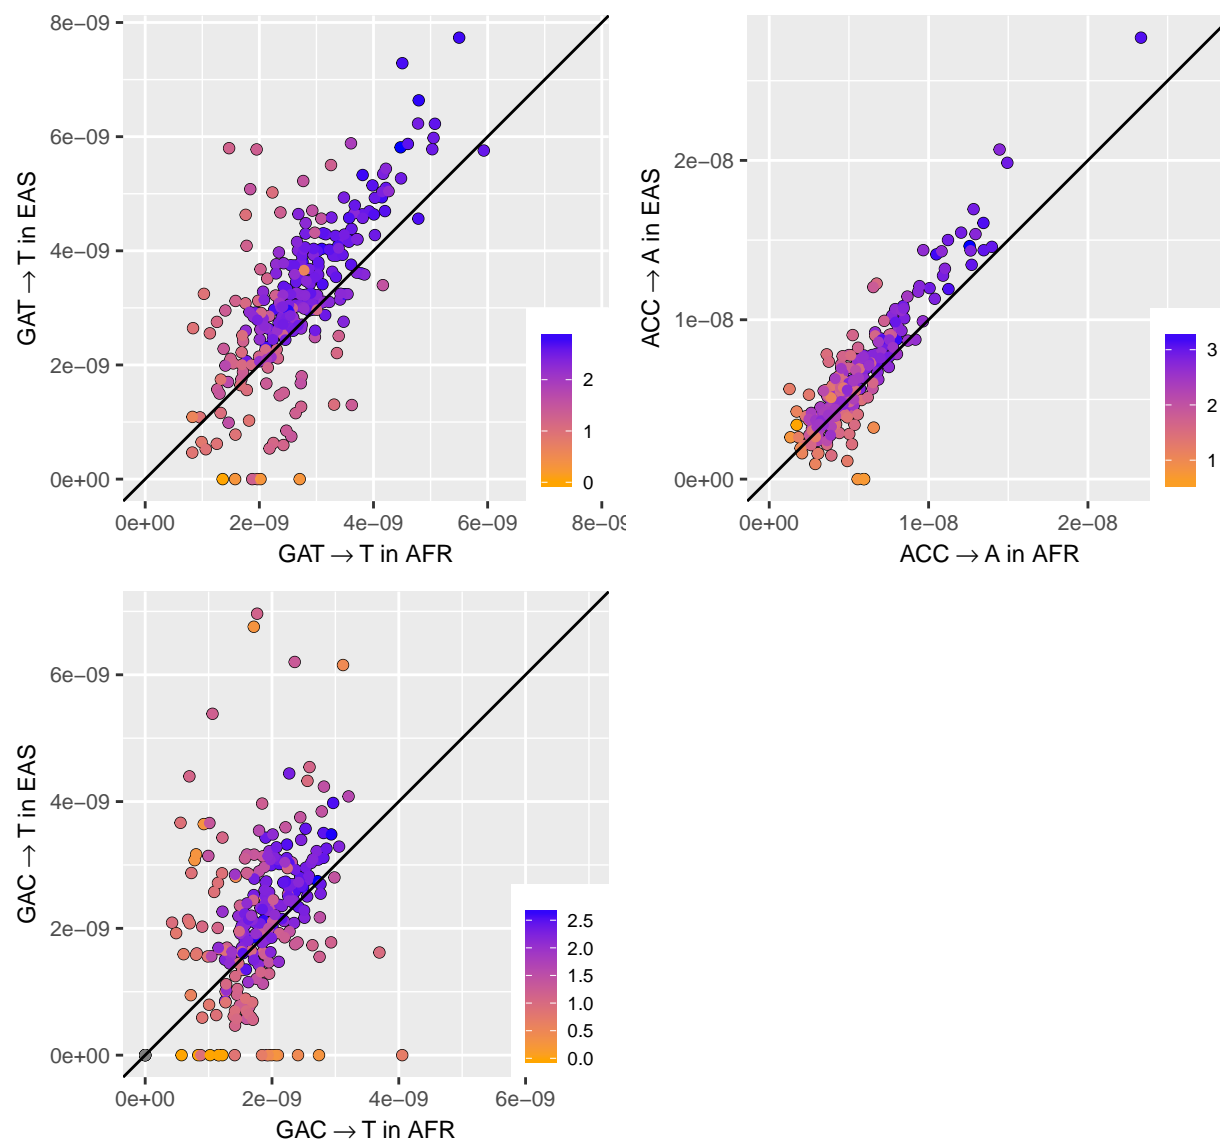 8e−09
6e−09
4e−09
2e−09
0e+00
GAT → T in EAS
2
1
0
0e+00 2e−09 4e−09 6e−09 8e−09
GAT → T in AFR
2e−08
1e−08
0e+00
ACC → A in EAS
3
2
1
0e+00 1e−08 2e−08
ACC → A in AFR
6e−09
4e−09
2e−09
0e+00
GAC → T in EAS
2.5
2.0
1.5
1.0
0.5
0.0
0e+00 2e−09 4e−09 6e−09
GAC → T in AFR